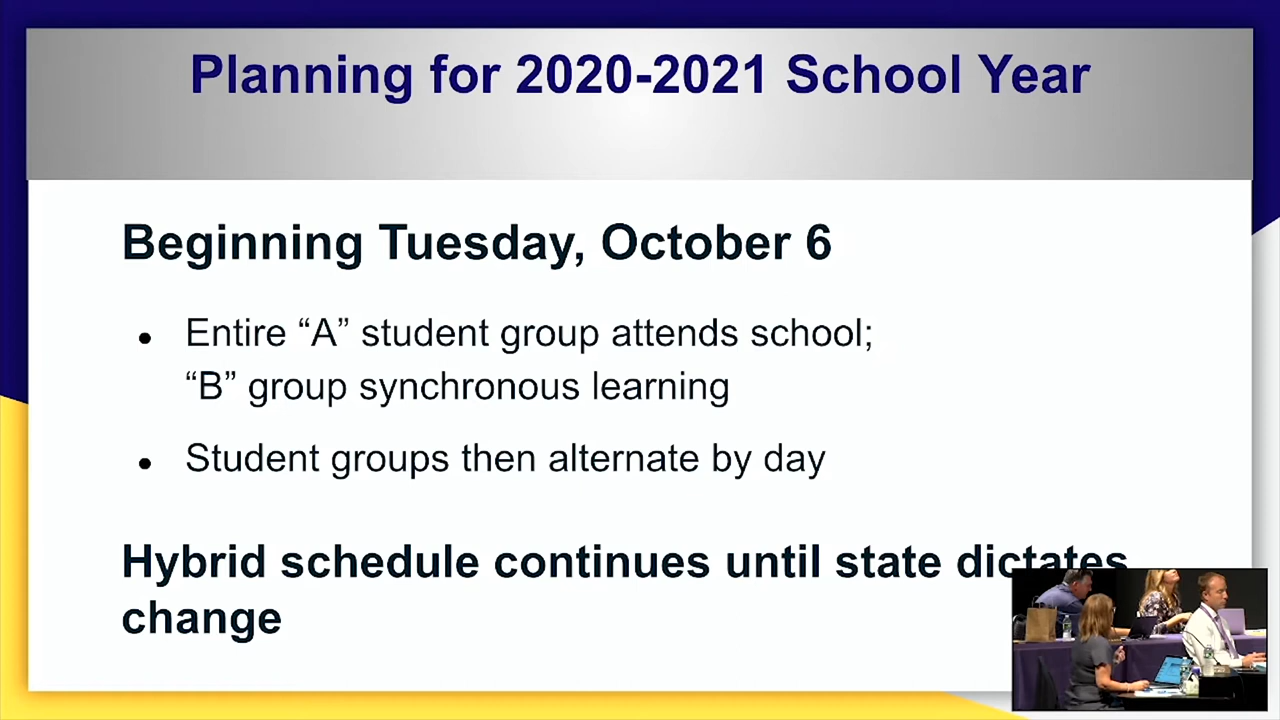 Planning for 2020-2021 School Year
Beginning Tuesday, October 6
● Entire “A” student group attends school;
“B” group synchronous learning
● Student groups then alternate by day
Hybrid schedule continues until state dictates
change